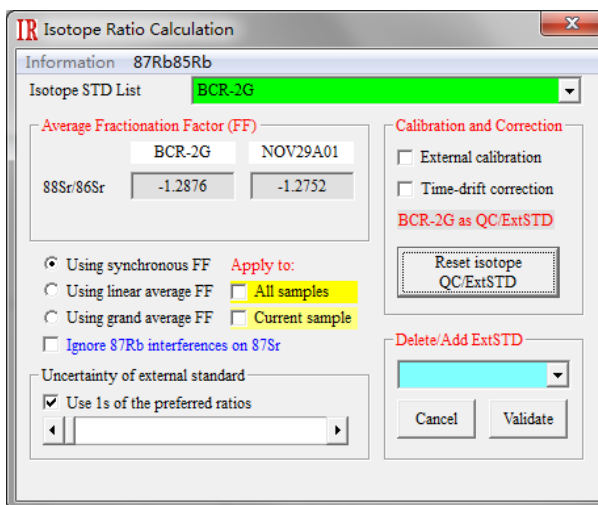 IR Isotope Ratio Calculation
Information 87Rb85Rb
Isotope STD List BCR-2G
Average Fractionation Factor (FF)
BCR-2G NOV29A01
88Sr/86Sr -1.2876 -1.2752
Calibration and Correction
External calibration
Time-drift correction
BCR-2G as QC/ExtSTD
Reset isotope
QC/ExtSTD
Using synchronous FF Apply to:
Using linear average FF All samples
Using grand average FF Current sample
Ignore 87Rb interferences on 87Sr
Uncertainty of external standard
Use 1s of the preferred ratios
Delete/Add ExtSTD
Cancel Validate